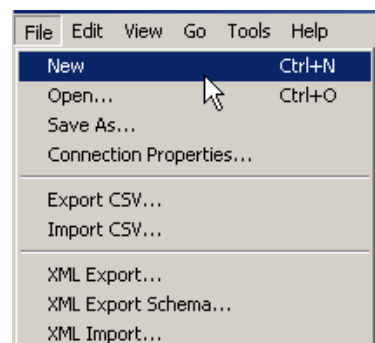 File Edit View Go Tools Help
New Ctrl+N
Open... Ctrl+O
Save As...
Connection Properties...
Export CSV...
Import CSV...
XML Export...
XML Export Schema...
XML Import...